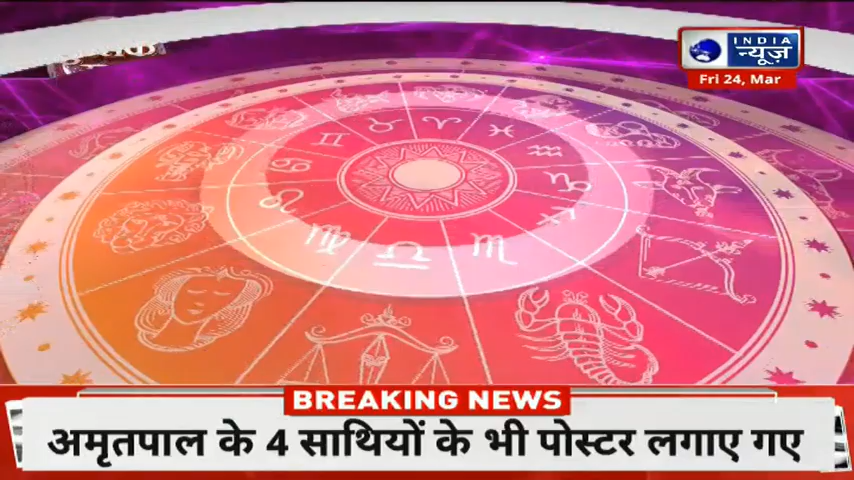 INDIA
न्यूज़
Fri 24, Mar
BREAKING NEWS
अमृतपाल के 4 साथियों के भी पोस्टर लगाए गए